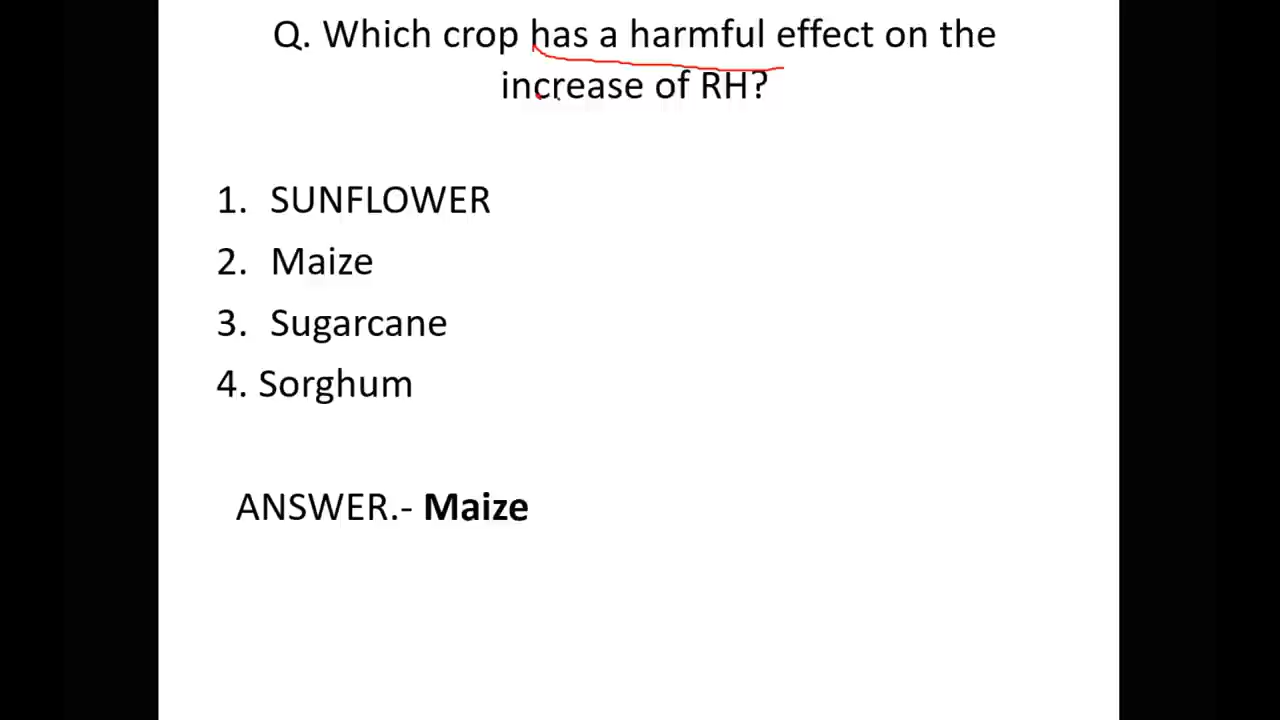 Q. Which crop has a harmful effect on the
increase of RH?
1. SUNFLOWER
2. Maize
3. Sugarcane
4. Sorghum
ANSWER.- Maize